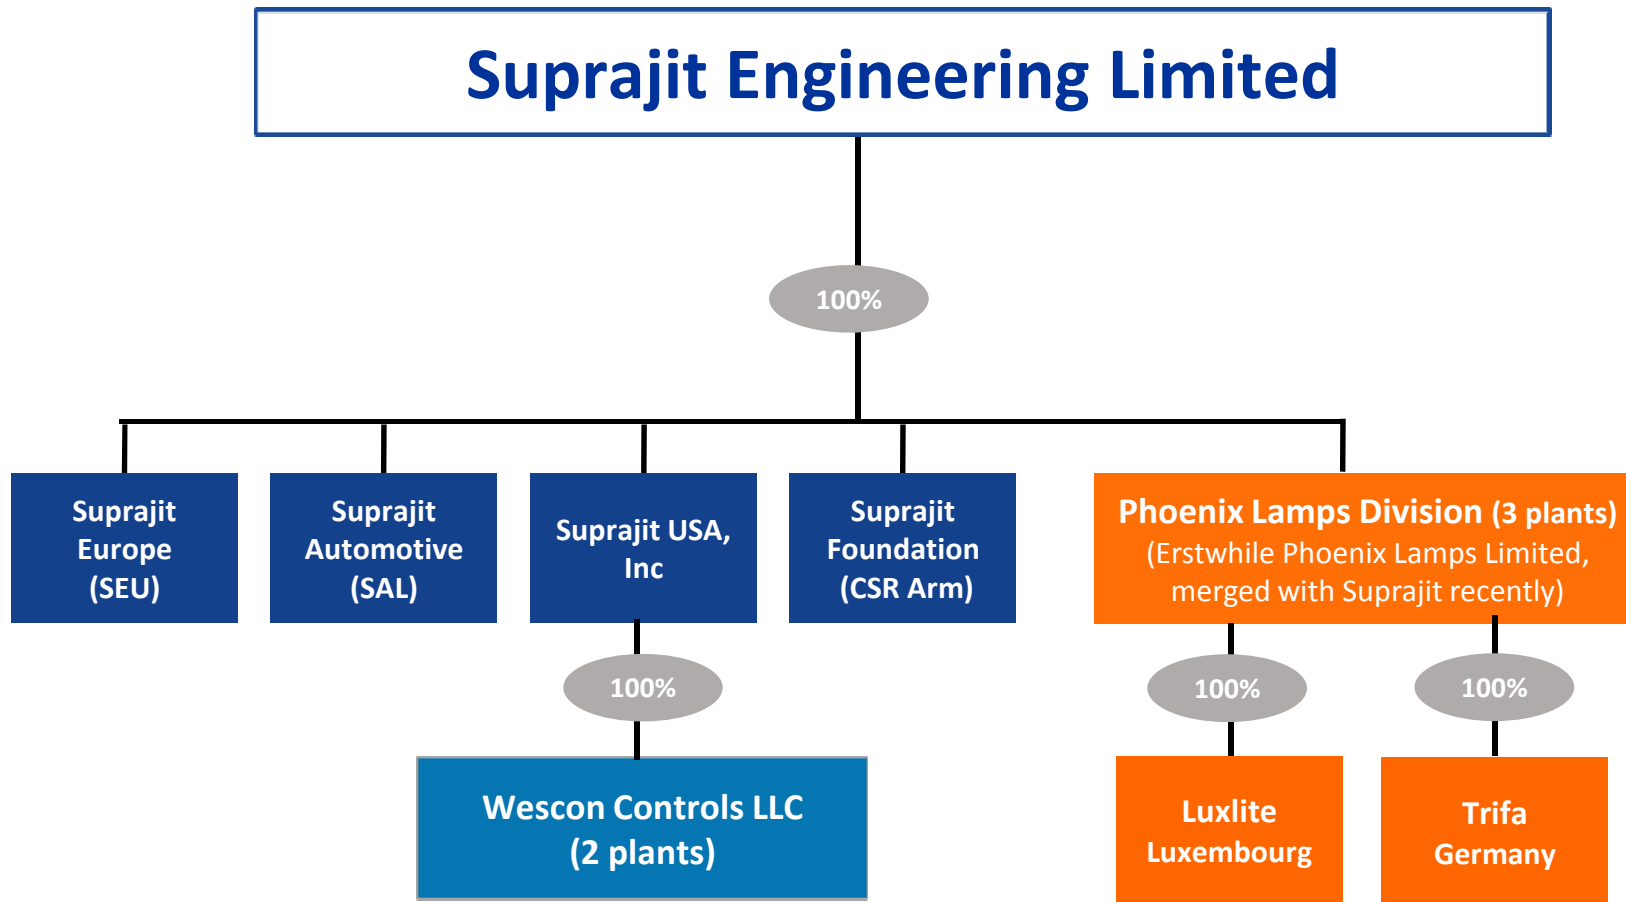 Suprajit Engineering Limited
100%
Suprajit
Europe
(SEU)
Suprajit
Automotive
(SAL)
Suprajit USA,
Inc
Suprajit
Foundation
(CSR Arm)
Phoenix Lamps Division (3 plants)
(Erstwhile Phoenix Lamps Limited,
merged with Suprajit recently)
100%
100%
100%
Wescon Controls LLC
(2 plants)
Luxlite
Luxembourg
Trifa
Germany